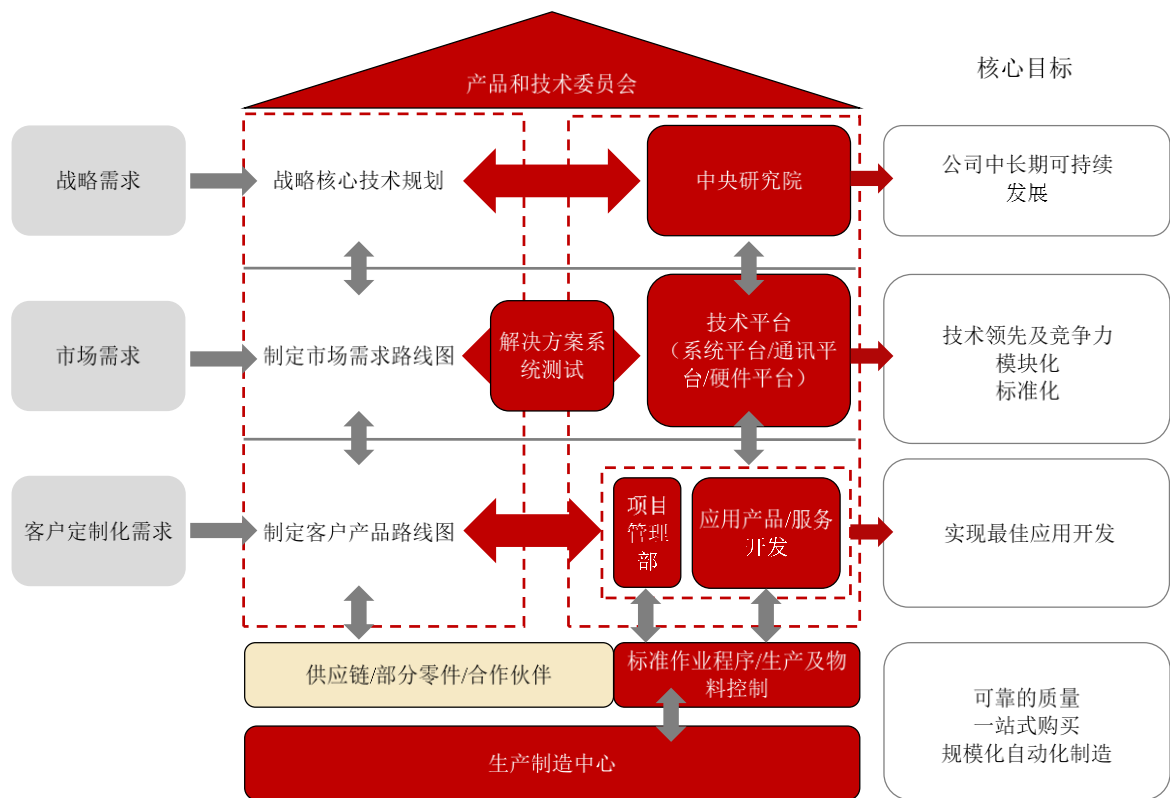 产品和技术委员会
核心目标
战略需求
战略核心技术规划
中央研究院
公司中长期可持续
发展
市场需求
制定市场需求路线图
解决方案系
统测试
技术平台
（系统平台/通讯平
台/硬件平台）
技术领先及竞争力
模块化
标准化
客户定制化需求
制定客户产品路线图
项目
管理
部
应用产品/服务
开发
实现最佳应用开发
供应链/部分零件/合作伙伴
标准作业程序/生产及物
料控制
可靠的质量
一站式购买
规模化自动化制造
生产制造中心